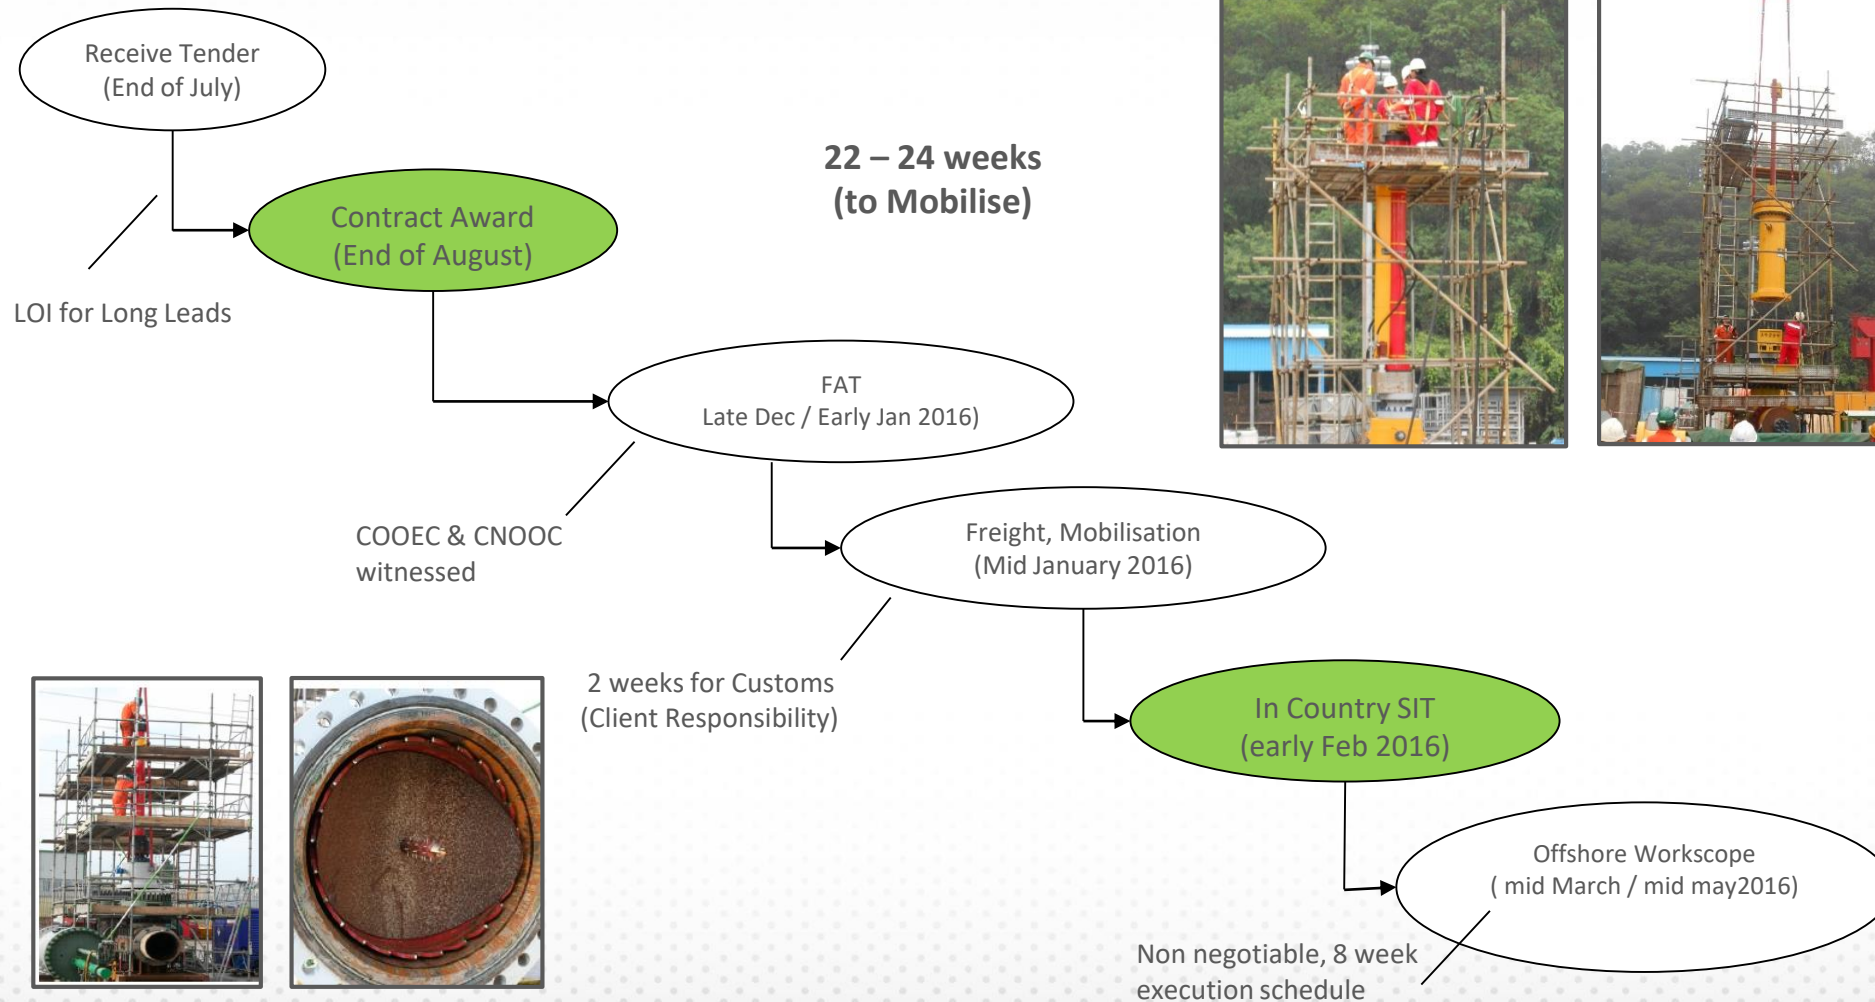 Receive Tender
(End of July)
22 – 24 weeks
(to Mobilise)
Contract Award
(End of August)
LOI for Long Leads
FAT
Late Dec / Early Jan 2016)
COOEC & CNOOC
witnessed
Freight, Mobilisation
(Mid January 2016)
2 weeks for Customs
(Client Responsibility)
In Country SIT
(early Feb 2016)
Offshore Workscope
( mid March / mid may2016)
Non negotiable, 8 week
execution schedule